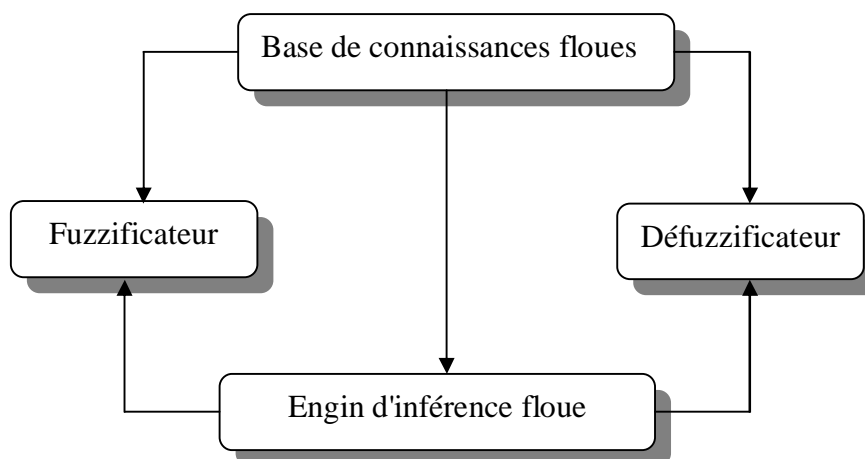 Base de connaissances floues
Fuzzificateur
Défuzzificateur
Engin d'inférence floue